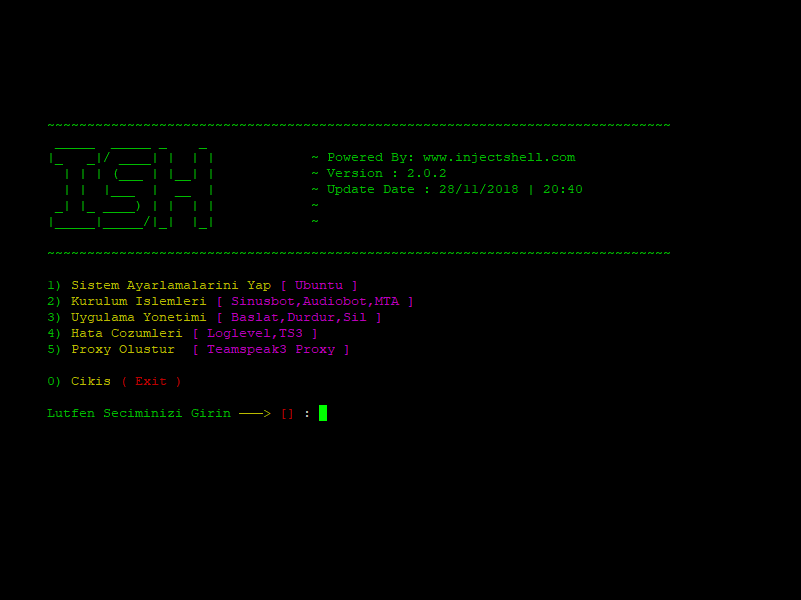 ~~~~~~~~~~~~~~~~~~~~~~~~~~~~~~~~~~~~~~~~~~~~~~~~~~~~~~~~~~~~~~~~~~~~~~~~~~~~~~
ISH
~ Powered By: www.injectshell.com
~ Version : 2.0.2
~ Update Date : 28/11/2018 | 20:40
~
~
~~~~~~~~~~~~~~~~~~~~~~~~~~~~~~~~~~~~~~~~~~~~~~~~~~~~~~~~~~~~~~~~~~~~~~~~~~~~~~
1) Sistem Ayarlamalarini Yap [ Ubuntu ]
2) Kurulum Islemleri [ Sinusbot,Audiobot,MTA ]
3) Uygulama Yonetimi [ Baslat,Durdur,Sil ]
4) Hata Cozumleri [ Loglevel,TS3 ]
5) Proxy Olustur [ Teamspeak3 Proxy ]
0) Cikis ( Exit )
Lutfen Seciminizi Girin ───> [] :